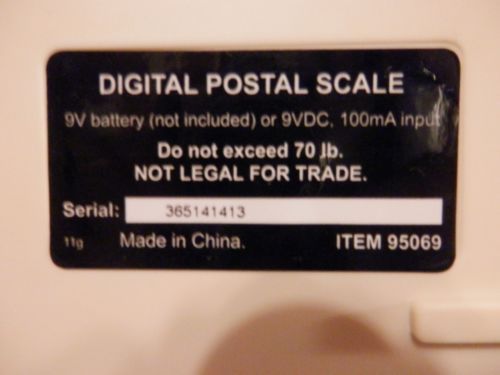 DIGITAL POSTAL SCALE
9V battery (not included) or 9VDC, 100mA input
Do not exceed 70 lb.
NOT LEGAL FOR TRADE.
Serial: 365141413
11g Made in China. ITEM 95069